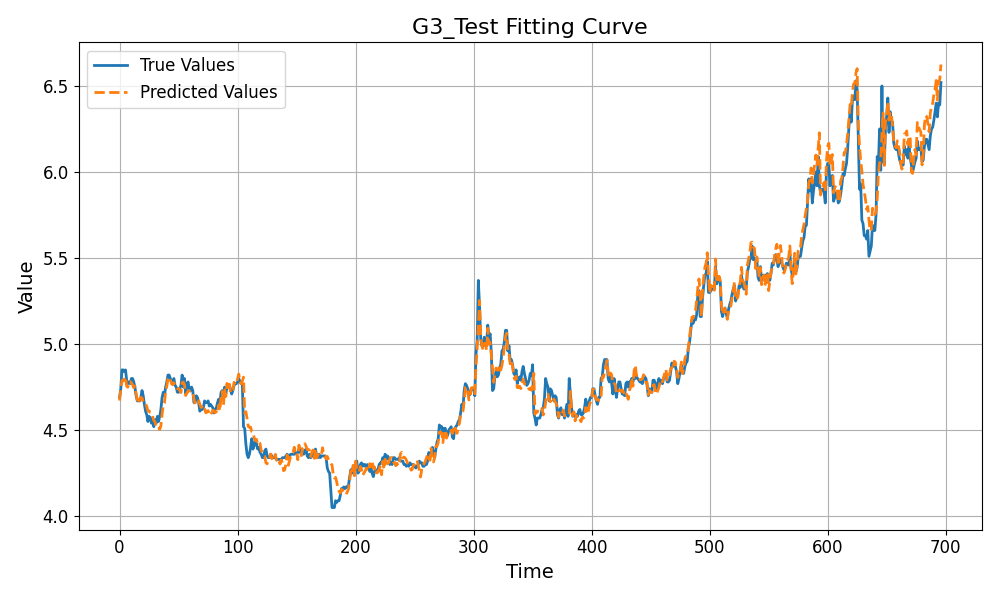 G3_Test Fitting Curve
True Values
Predicted Values
Value
6.5
6.0
5.5
5.0
4.5
4.0
0 100 200 300 400 500 600 700
Time